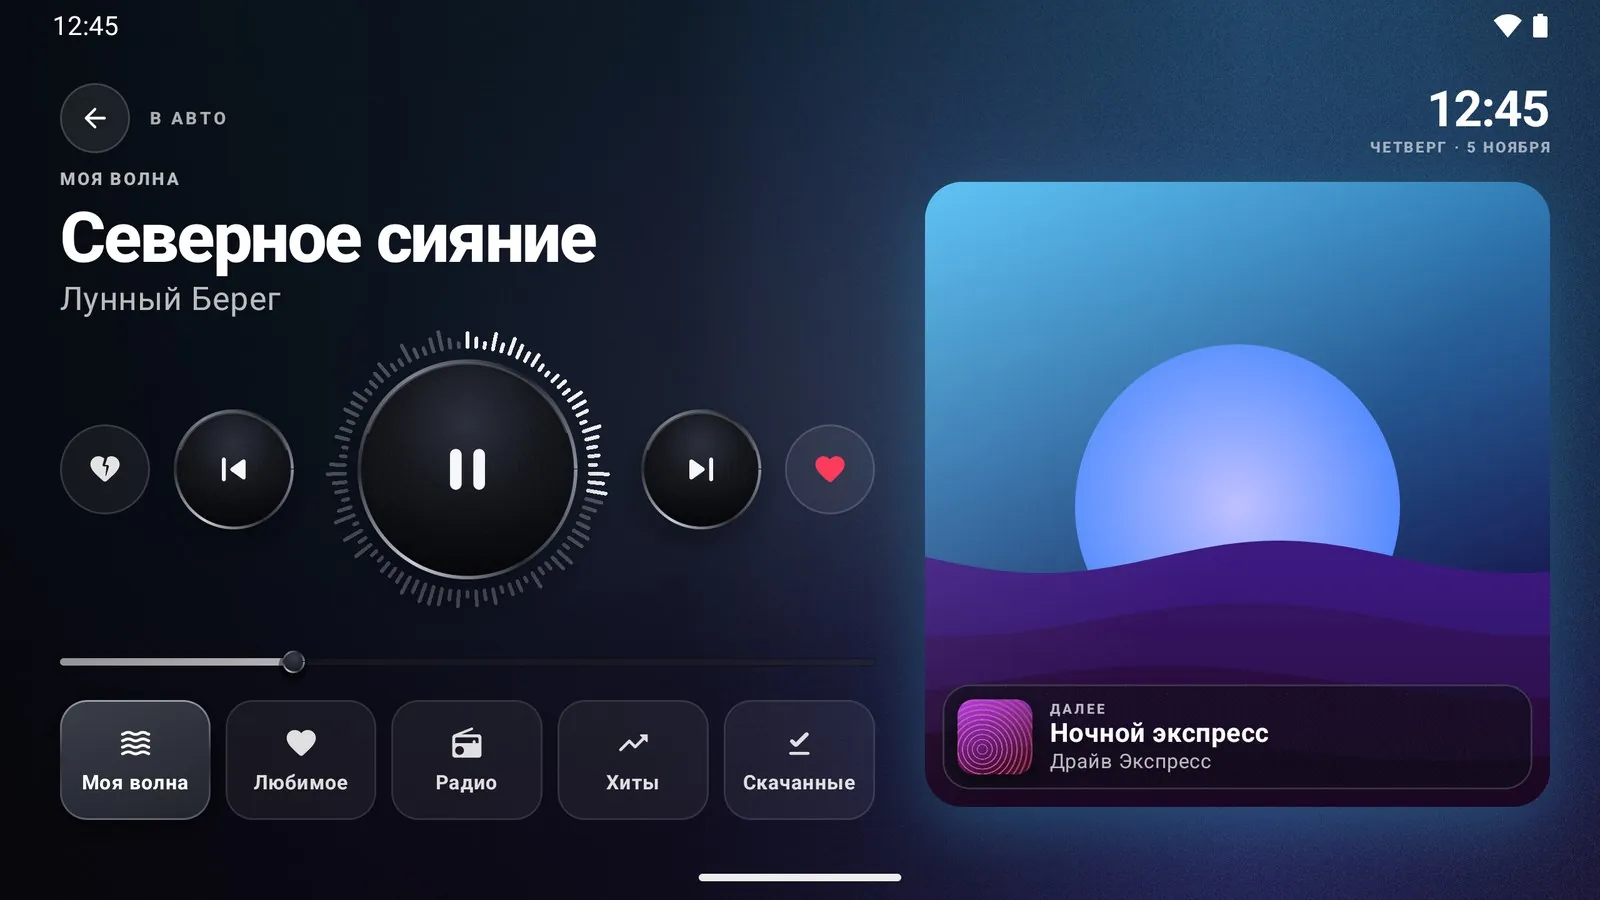 12:45
В АВТО
12:45
ЧЕТВЕРГ · 5 НОЯБРЯ
МОЯ ВОЛНА
Северное сияние
Лунный Берег
Моя волна
Любимое
Радио
Хиты
Скачанные
ДАЛЕЕ
Ночной экспресс
Драйв Экспресс